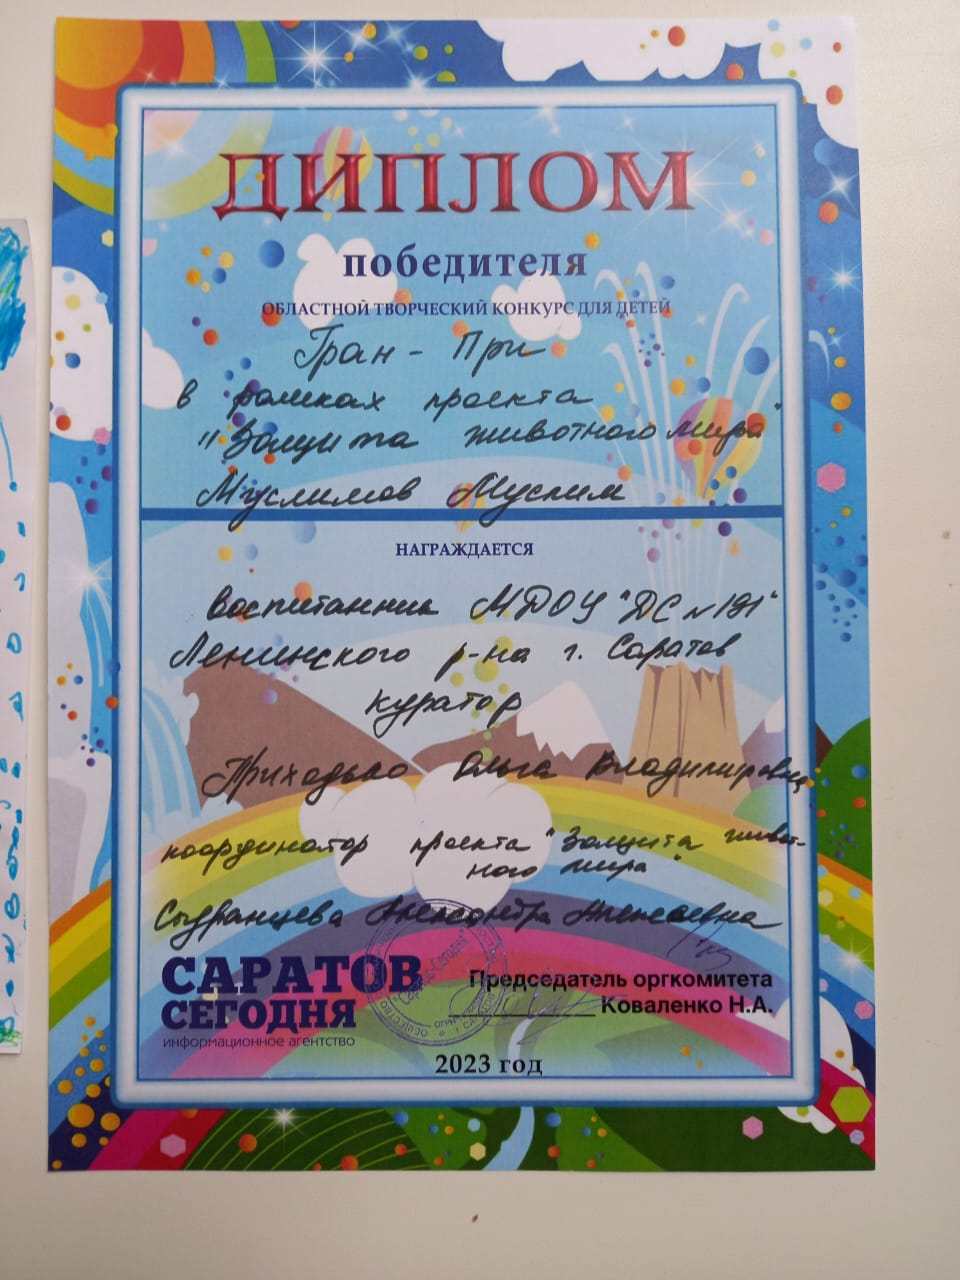 ДИПЛОМ
победителя
ОБЛАСТНОЙ ТВОРЧЕСКИЙ КОНКУРС ДЛЯ ДЕТЕЙ
Гран - При
в рамках проекта
"Защита животного мира"
Муслимов Муслим
НАГРАЖДАЕТСЯ
воспитанник МДОУ "ДС №191"
Ленинского р-на г. Саратов
куратор
Приходько Ольга Владимировна
координатор проекта "Защита живот-
ного мира"
Александра Алексеевна
САРАТОВ
СЕГОДНЯ
информационное агентство
Председатель оргкомитета
Коваленко Н.А.
2023 год